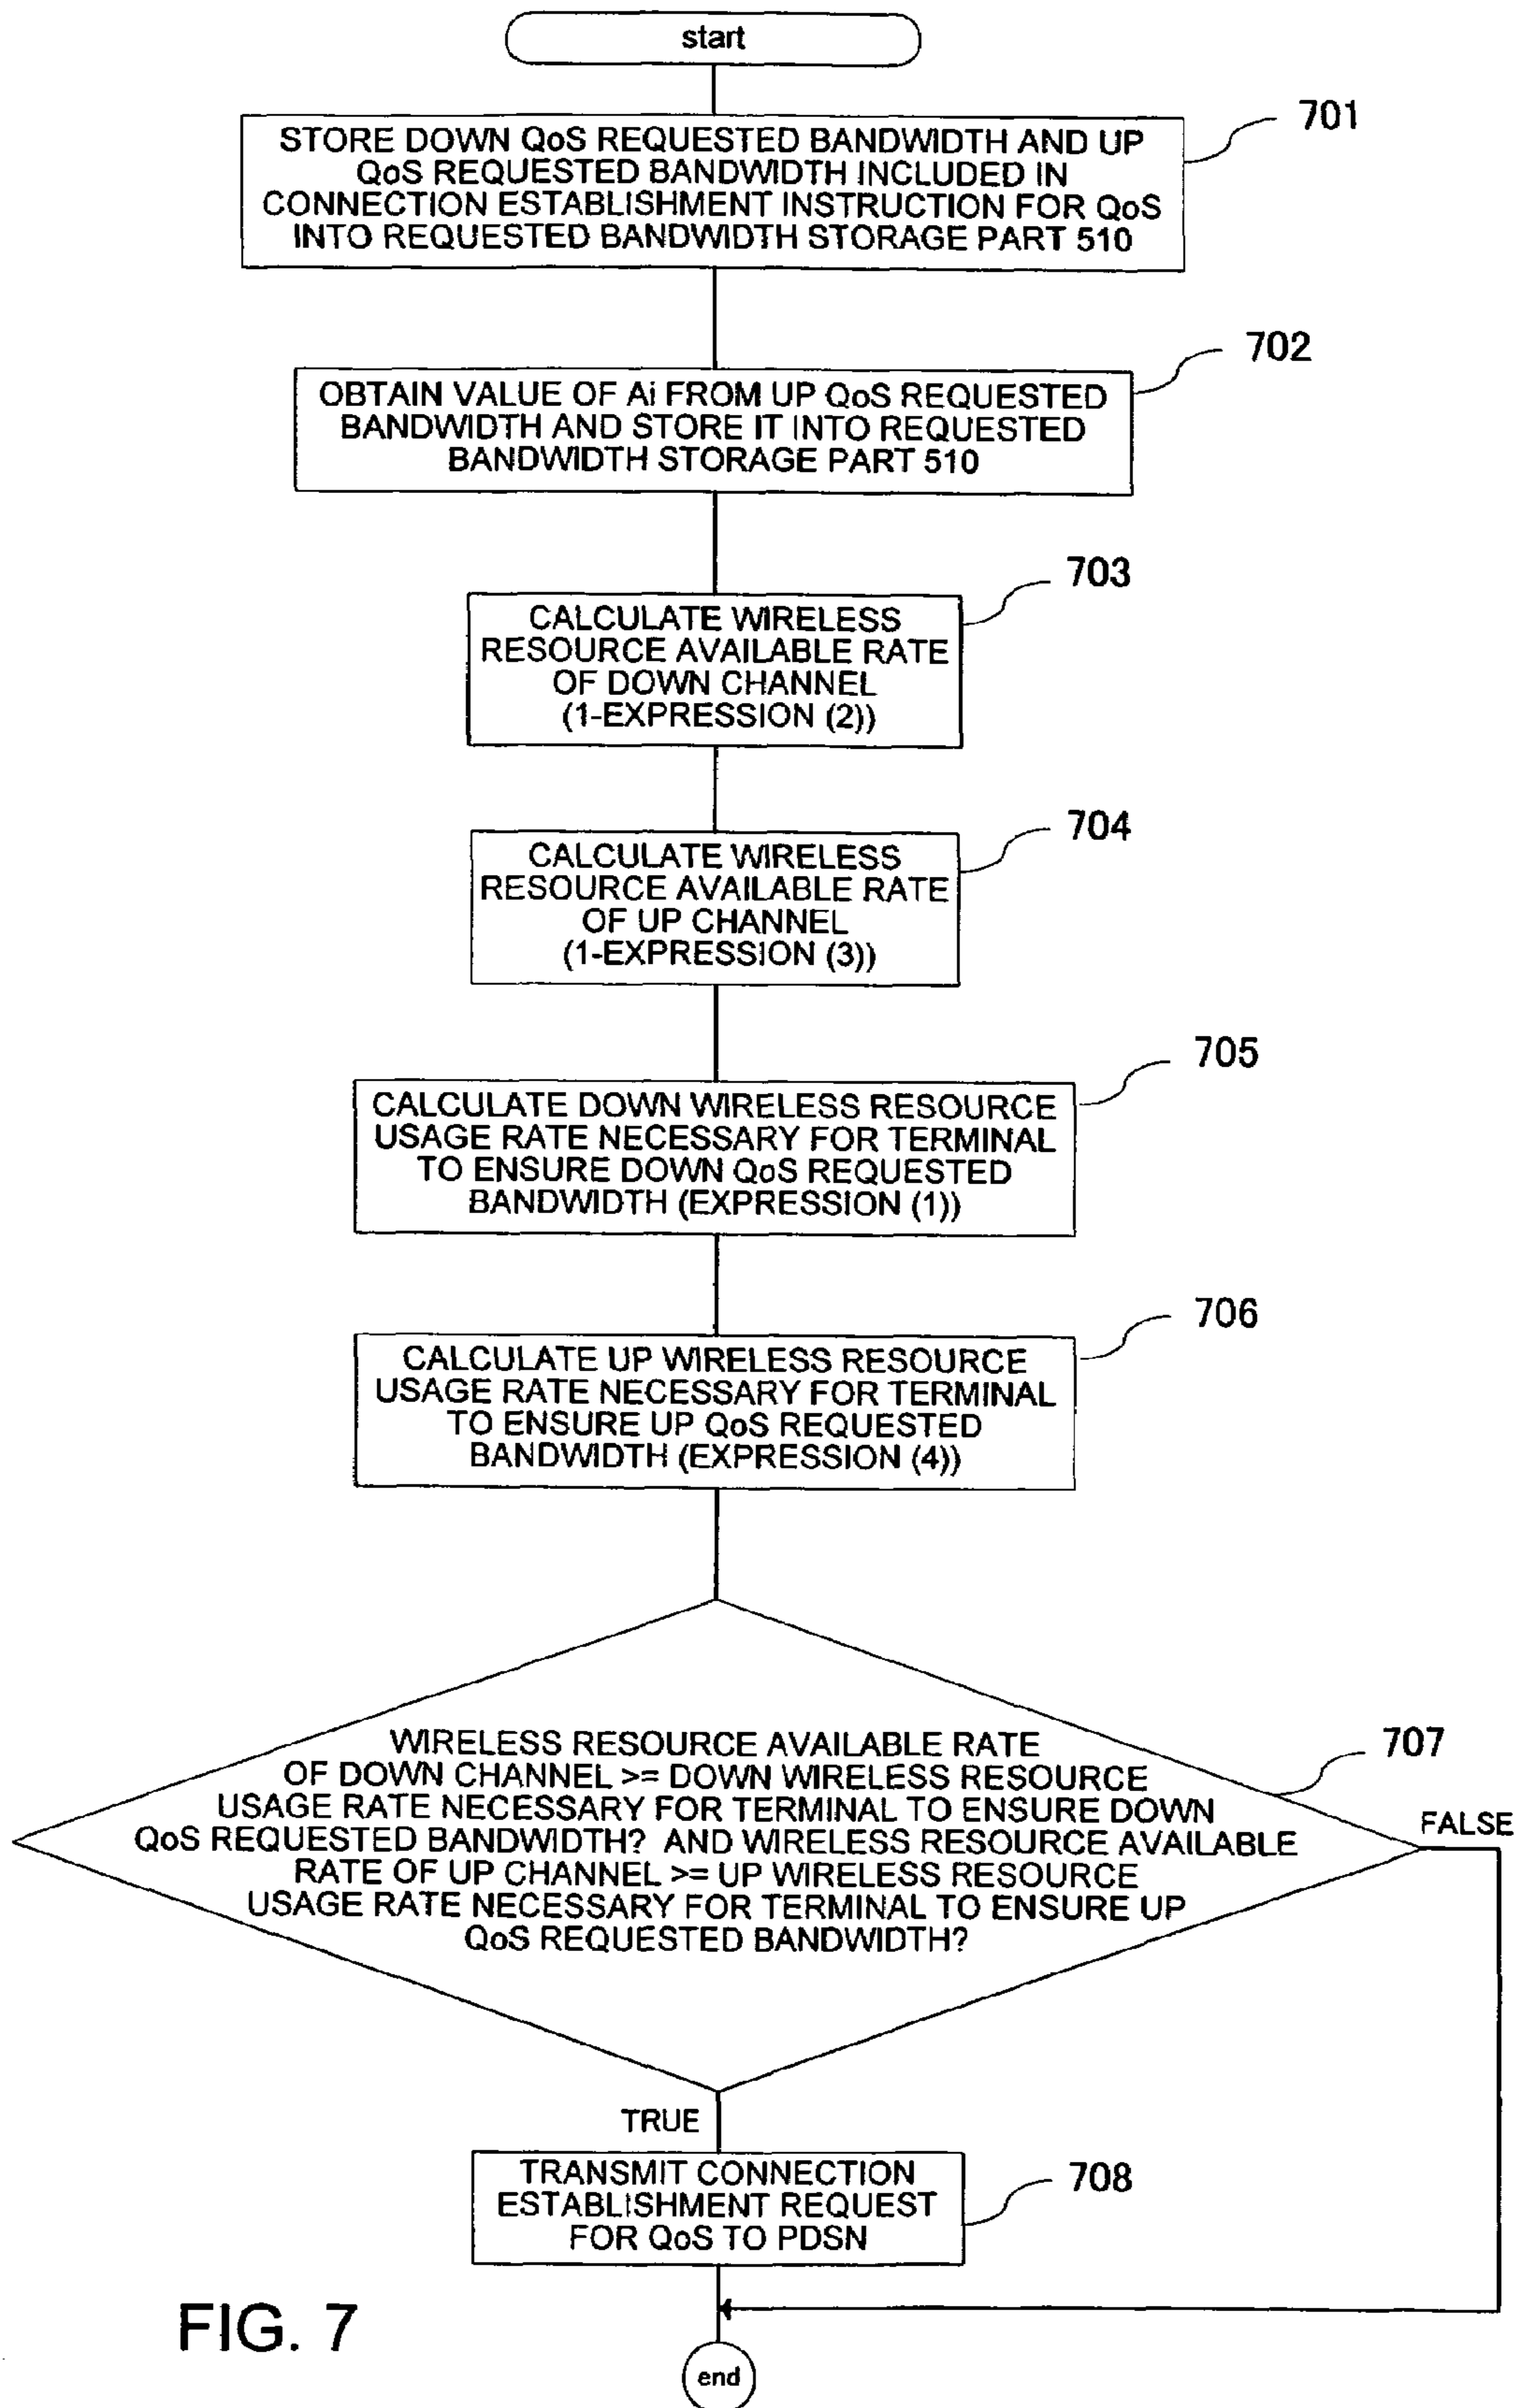 start
701
STORE DOWN QoS REQUESTED BANDWIDTH AND UP
QoS REQUESTED BANDWIDTH INCLUDED IN
CONNECTION ESTABLISHMENT INSTRUCTION FOR QoS
INTO REQUESTED BANDWIDTH STORAGE PART 510
702
OBTAIN VALUE OF Ai FROM UP QoS REQUESTED
BANDWIDTH AND STORE IT INTO REQUESTED
BANDWIDTH STORAGE PART 510
703
CALCULATE WIRELESS
RESOURCE AVAILABLE RATE
OF DOWN CHANNEL
(1-EXPRESSION (2))
704
CALCULATE WIRELESS
RESOURCE AVAILABLE RATE
OF UP CHANNEL
(1-EXPRESSION (3))
705
CALCULATE DOWN WIRELESS RESOURCE
USAGE RATE NECESSARY FOR TERMINAL
TO ENSURE DOWN QoS REQUESTED
BANDWIDTH (EXPRESSION (1))
706
CALCULATE UP WIRELESS RESOURCE
USAGE RATE NECESSARY FOR TERMINAL
TO ENSURE UP QoS REQUESTED
BANDWIDTH (EXPRESSION (4))
707
WIRELESS RESOURCE AVAILABLE RATE
OF DOWN CHANNEL >= DOWN WIRELESS RESOURCE
USAGE RATE NECESSARY FOR TERMINAL TO ENSURE DOWN
QoS REQUESTED BANDWIDTH? AND WIRELESS RESOURCE AVAILABLE
RATE OF UP CHANNEL >= UP WIRELESS RESOURCE
USAGE RATE NECESSARY FOR TERMINAL TO ENSURE UP
QoS REQUESTED BANDWIDTH?
FALSE
TRUE
708
TRANSMIT CONNECTION
ESTABLISHMENT REQUEST
FOR QoS TO PDSN
FIG. 7
end